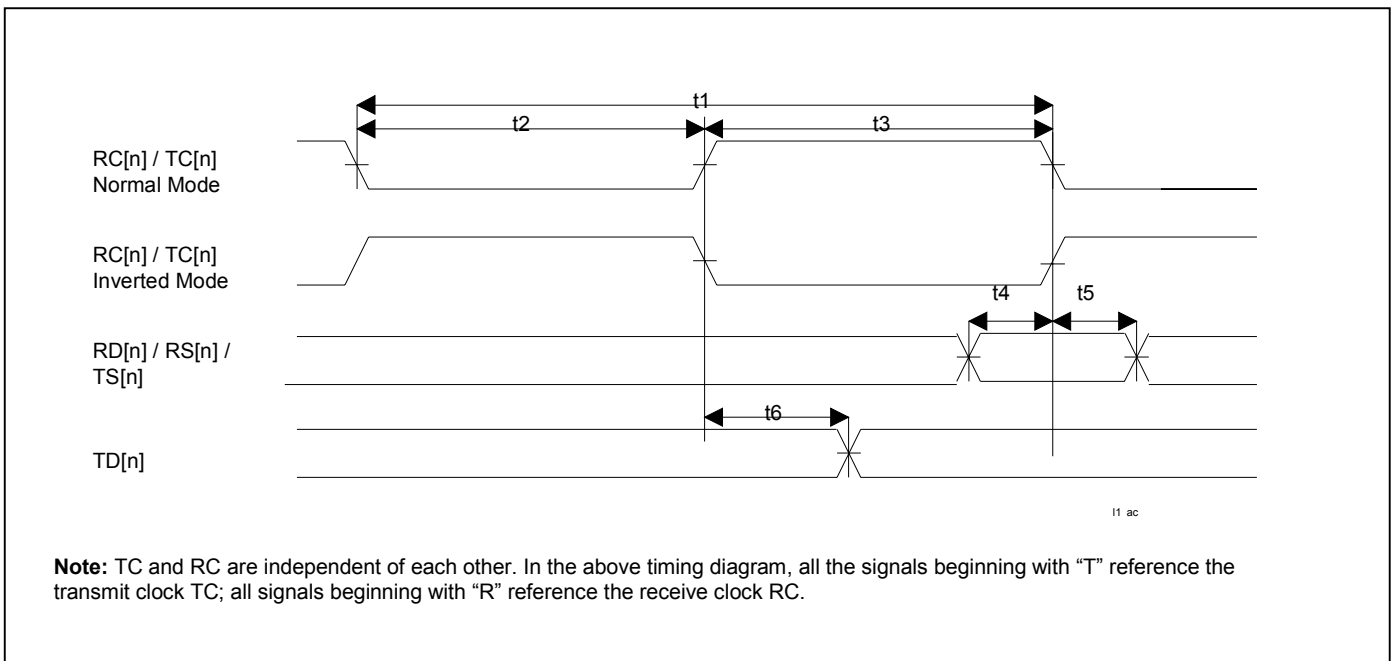 t1
t2
t3
RC[n] / TC[n]
Normal Mode
RC[n] / TC[n]
Inverted Mode
t4
t5
RD[n] / RS[n] /
TS[n]
t6
TD[n]
l1 ac
Note: TC and RC are independent of each other. In the above timing diagram, all the signals beginning with “T” reference the
transmit clock TC; all signals beginning with “R” reference the receive clock RC.